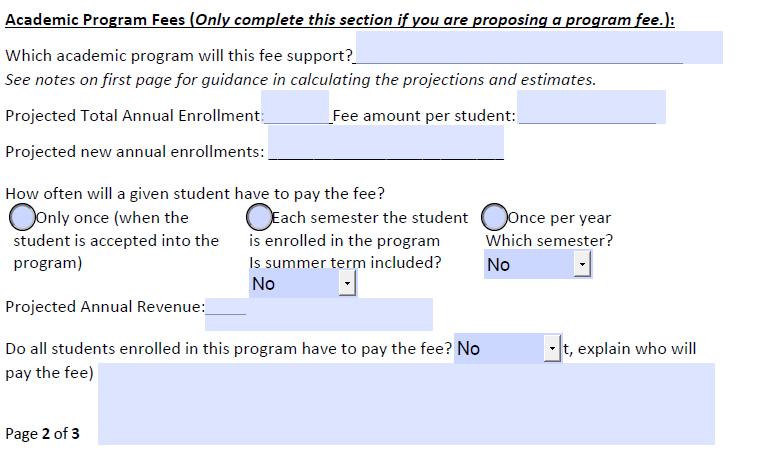 Academic Program Fees (Only complete this section if you are proposing a program fee.):
Which academic program will this fee support?
See notes on first page for guidance in calculating the projections and estimates.
Projected Total Annual Enrollment: Fee amount per student:
Projected new annual enrollments:
How often will a given student have to pay the fee?
Only once (when the student is accepted into the program)
Each semester the student is enrolled in the program
Is summer term included?
No
Once per year
Which semester?
No
Projected Annual Revenue:
Do all students enrolled in this program have to pay the fee? No t, explain who will
pay the fee)
Page 2 of 3